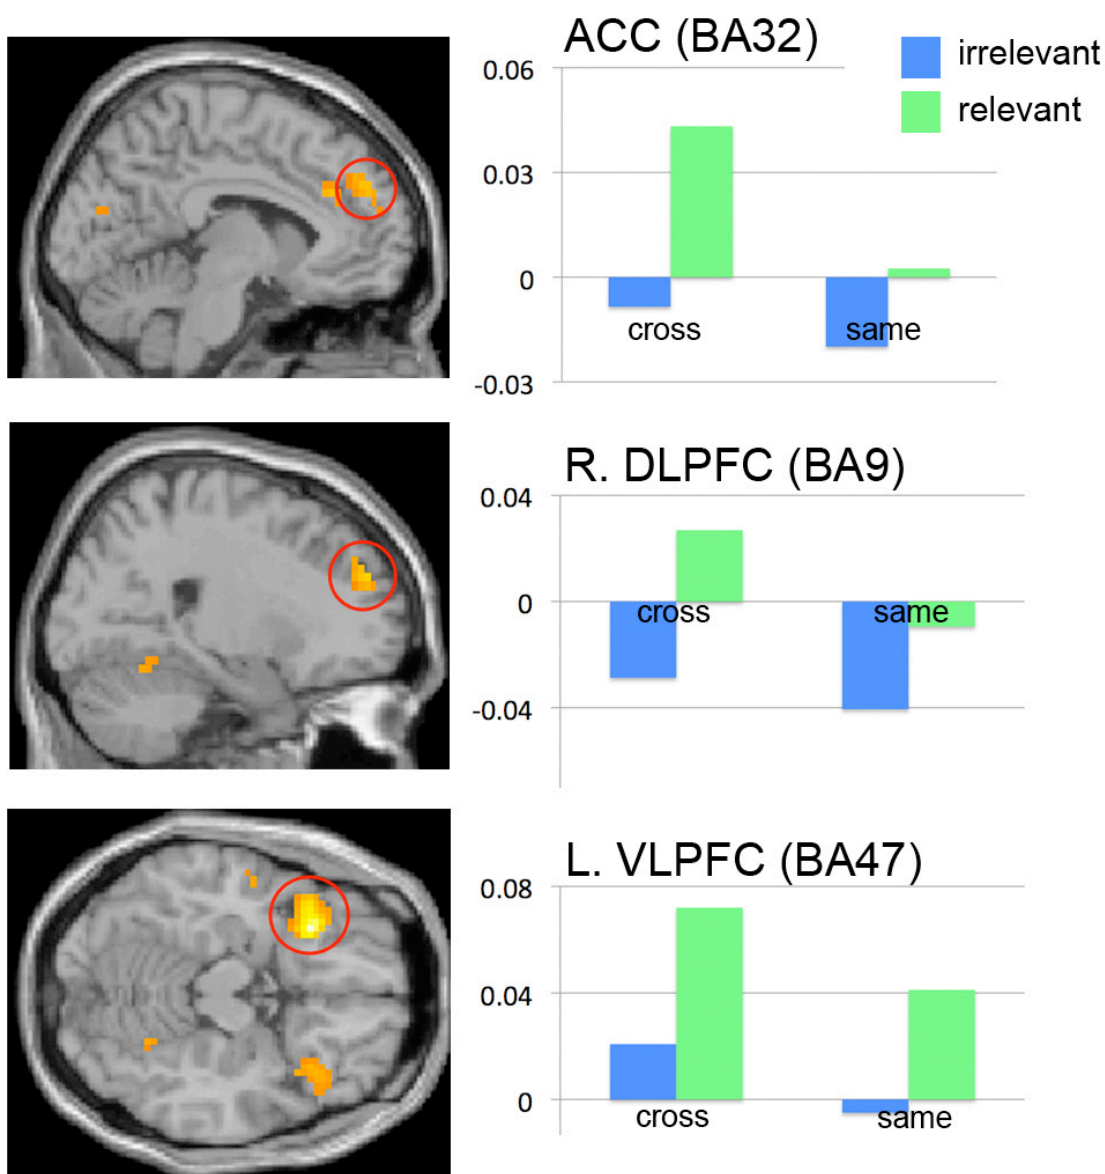 ACC (BA32)
irrelevant
relevant
0.06
0.03
0
-0.03
cross
same
R. DLPFC (BA9)
0.04
0
-0.04
cross
same
L. VLPFC (BA47)
0.08
0.04
0
cross
same